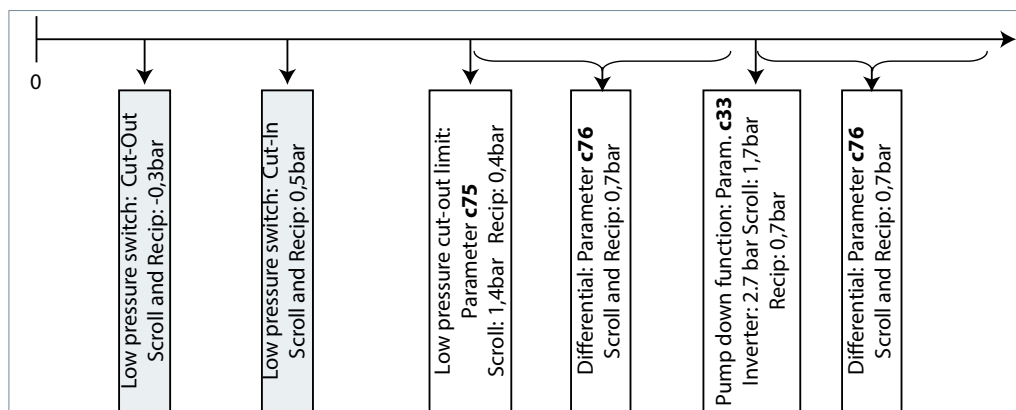 0
Low pressure switch: Cut-Out
Scroll and Recip: -0,3bar
Low pressure switch: Cut-In
Scroll and Recip: 0,5bar
Low pressure cut-out limit:
Parameter c75
Scroll: 1,4bar Recip: 0,4bar
Differential: Parameter c76
Scroll and Recip: 0,7bar
Pump down function: Param. c33
Inverter: 2.7 bar Scroll: 1,7bar
Recip: 0,7bar
Differential: Parameter c76
Scroll and Recip: 0,7bar